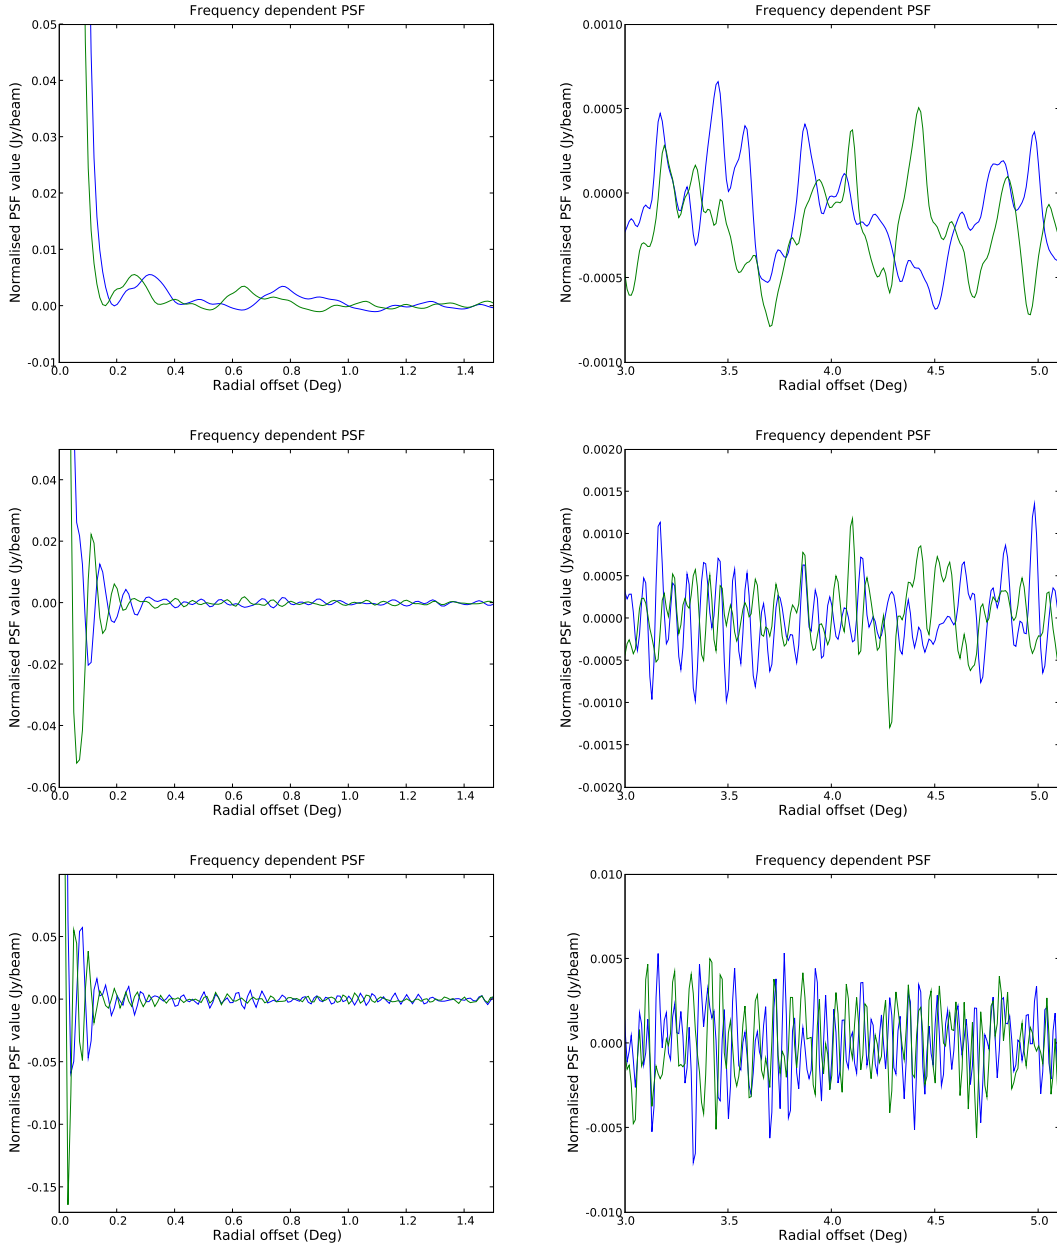 Frequency dependent PSF
Normalised PSF value (Jy/beam)
0.05
0.04
0.03
0.02
0.01
0.00
-0.01
0.0 0.2 0.4 0.6 0.8 1.0 1.2 1.4
Radial offset (Deg)
Frequency dependent PSF
Normalised PSF value (Jy/beam)
0.0010
0.0005
0.0000
-0.0005
-0.0010
3.0 3.5 4.0 4.5 5.0
Radial offset (Deg)
Frequency dependent PSF
Normalised PSF value (Jy/beam)
0.04
0.02
0.00
-0.02
-0.04
-0.06
0.0 0.2 0.4 0.6 0.8 1.0 1.2 1.4
Radial offset (Deg)
Frequency dependent PSF
Normalised PSF value (Jy/beam)
0.0020
0.0015
0.0010
0.0005
0.0000
-0.0005
-0.0010
-0.0015
-0.0020
3.0 3.5 4.0 4.5 5.0
Radial offset (Deg)
Frequency dependent PSF
Normalised PSF value (Jy/beam)
0.05
0.00
-0.05
-0.10
-0.15
0.0 0.2 0.4 0.6 0.8 1.0 1.2 1.4
Radial offset (Deg)
Frequency dependent PSF
Normalised PSF value (Jy/beam)
0.010
0.005
0.000
-0.005
-0.010
3.0 3.5 4.0 4.5 5.0
Radial offset (Deg)